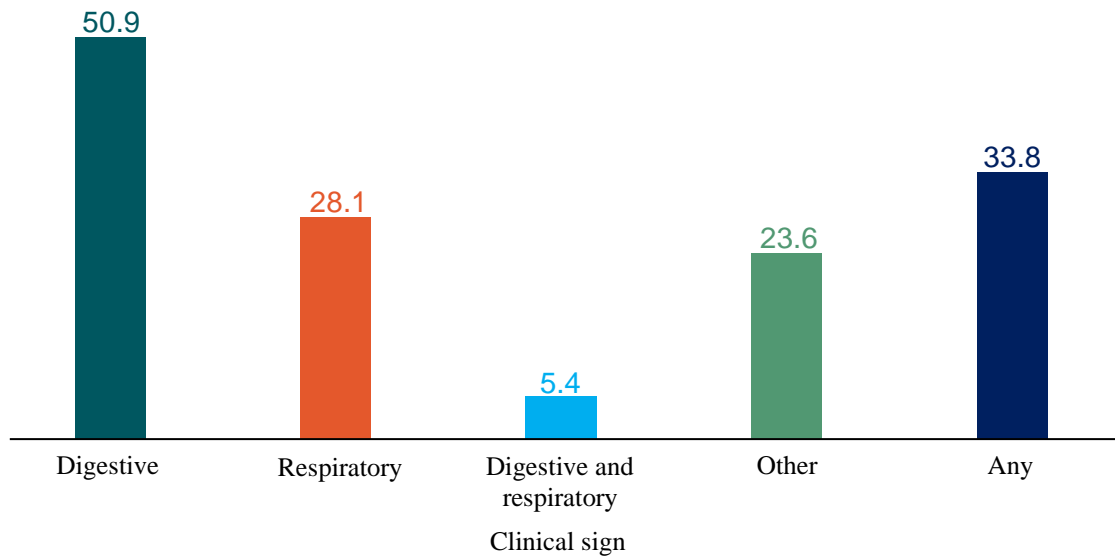 50.9
28.1
5.4
23.6
33.8
Digestive
Respiratory
Digestive and
respiratory
Other
Any
Clinical sign